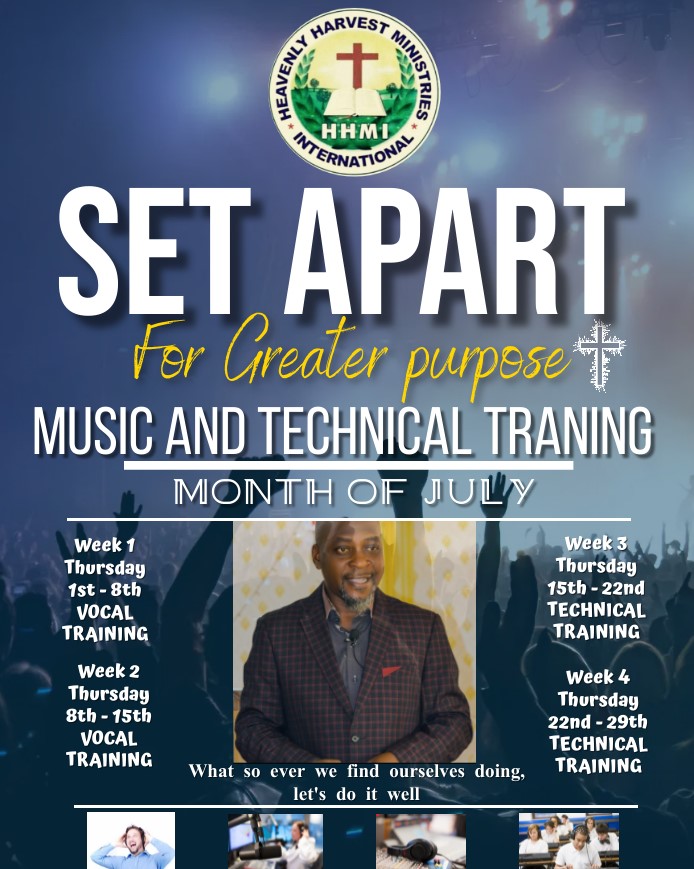 HEAVENLY HARVEST MINISTRIES
HHMI
INTERNATIONAL
SET APART
For Greater purpose
MUSIC AND TECHNICAL TRANING
MONTH OF JULY
Week 1
Thursday
1st - 8th
VOCAL
TRAINING
Week 2
Thursday
8th - 15th
VOCAL
TRAINING
Week 3
Thursday
15th - 22nd
TECHNICAL
TRAINING
Week 4
Thursday
22nd - 29th
TECHNICAL
TRAINING
What so ever we find ourselves doing,
let's do it well